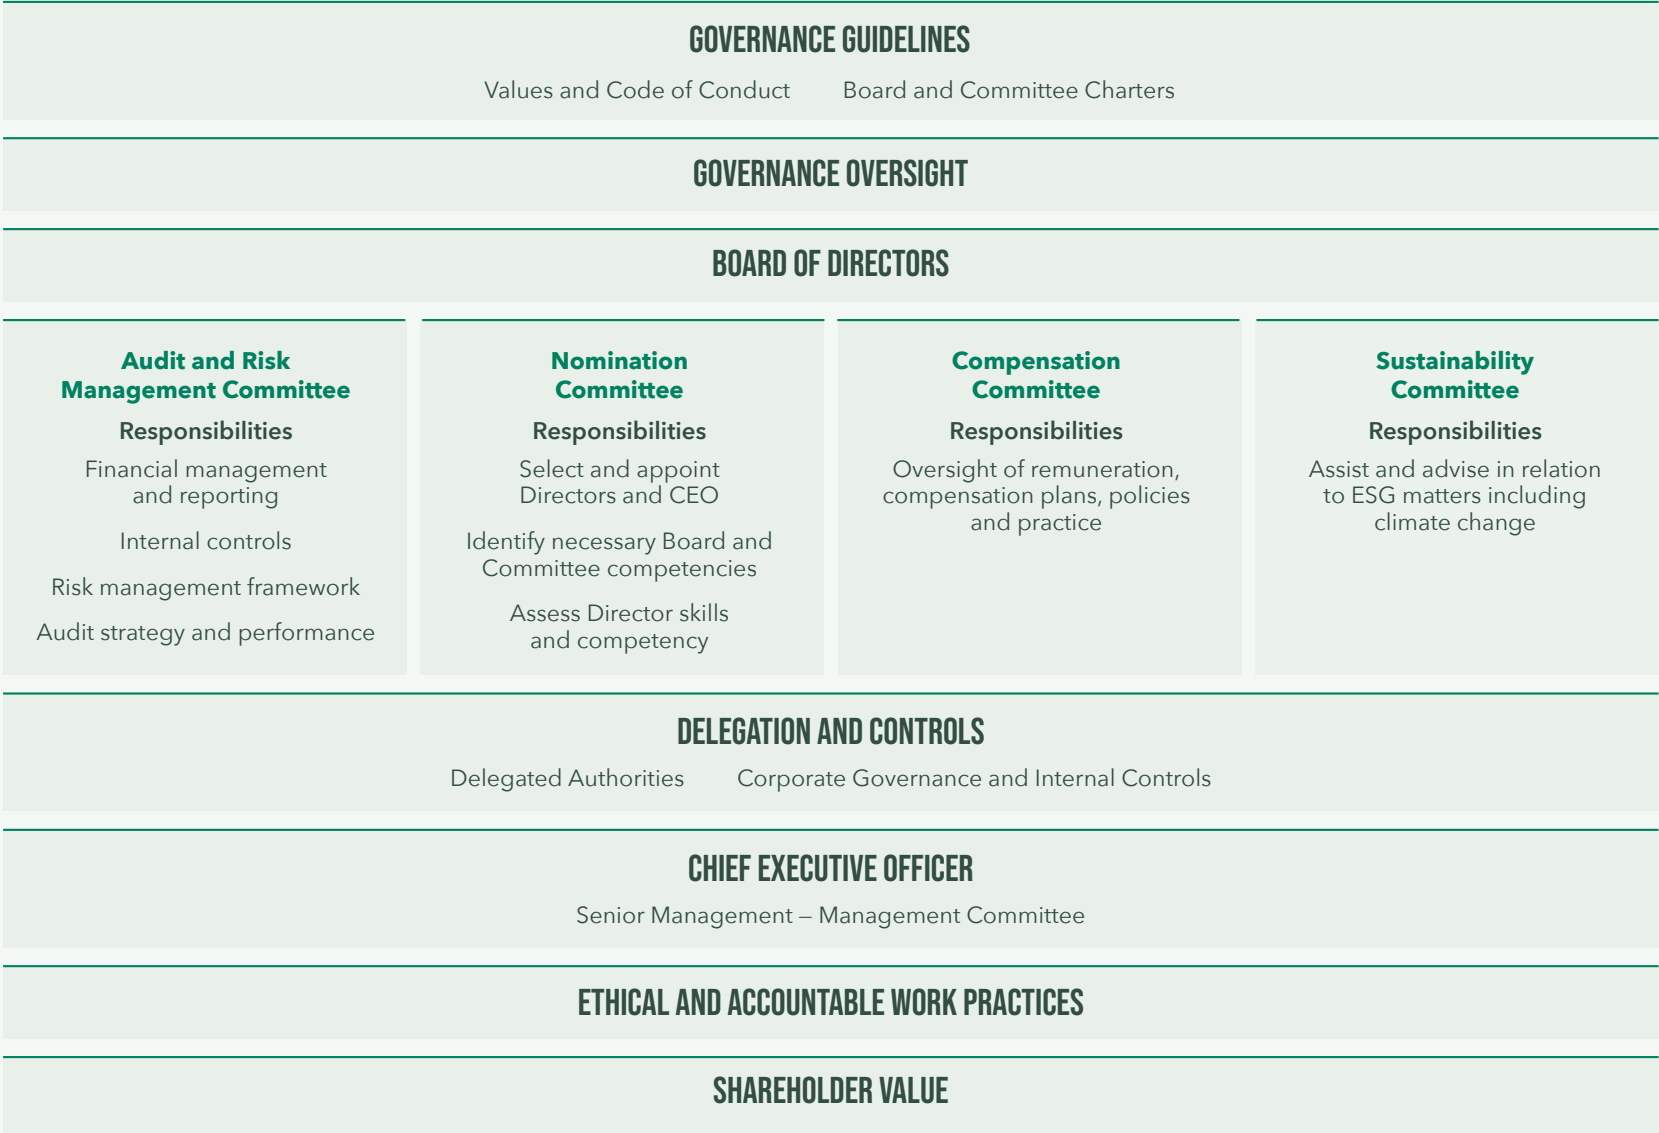 GOVERNANCE GUIDELINES
Values and Code of Conduct Board and Committee Charters
GOVERNANCE OVERSIGHT
BOARD OF DIRECTORS
Audit and Risk
Management Committee
Responsibilities
Financial management
and reporting
Internal controls
Risk management framework
Audit strategy and performance
Nomination
Committee
Responsibilities
Select and appoint
Directors and CEO
Identify necessary Board and
Committee competencies
Assess Director skills
and competency
Compensation
Committee
Responsibilities
Oversight of remuneration,
compensation plans, policies
and practice
Sustainability
Committee
Responsibilities
Assist and advise in relation
to ESG matters including
climate change
DELEGATION AND CONTROLS
Delegated Authorities Corporate Governance and Internal Controls
CHIEF EXECUTIVE OFFICER
Senior Management – Management Committee
ETHICAL AND ACCOUNTABLE WORK PRACTICES
SHAREHOLDER VALUE